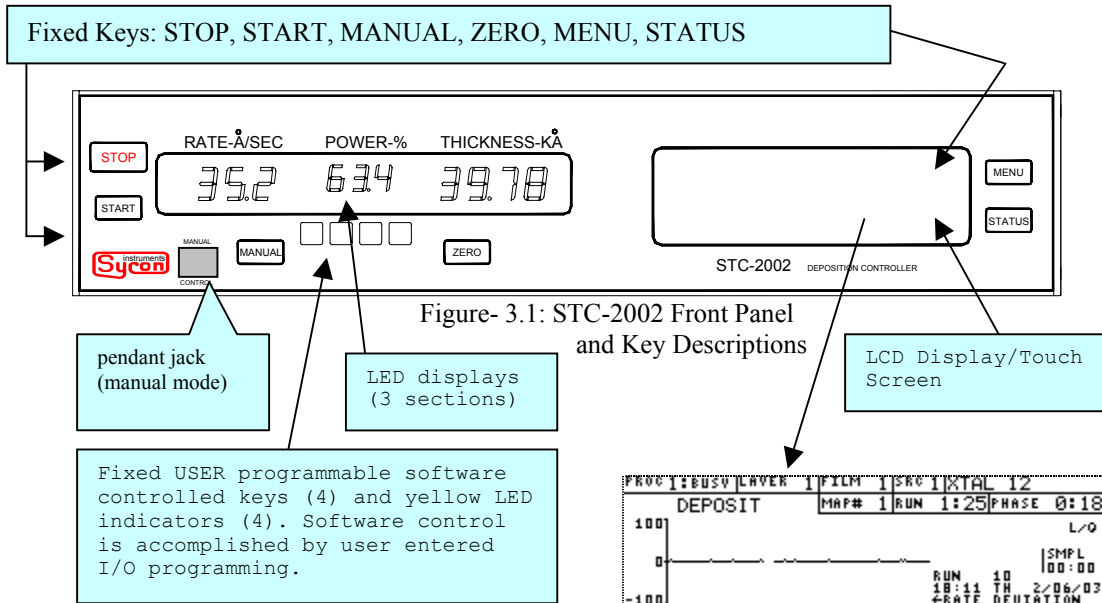 Fixed Keys: STOP, START, MANUAL, ZERO, MENU, STATUS
RATE-Å/SEC POWER-% THICKNESS-KÅ
STOP
35.2 63.4 39.78
MENU
START
STATUS
MANUAL
Sycon instruments
MANUAL
ZERO
CONTROL
STC-2002 DEPOSITION CONTROLLER
Figure- 3.1: STC-2002 Front Panel
and Key Descriptions
pendant jack
(manual mode)
LED displays
(3 sections)
LCD Display/Touch
Screen
Fixed USER programmable software
controlled keys (4) and yellow LED
indicators (4). Software control
is accomplished by user entered
I/O programming.
PROC 1:BUSY LAYER 1 FILM 1 SRC 1 XTAL 12
DEPOSIT MAP# 1 RUN 1:25 PHASE 0:18
100
L/Q
0
SMPL
00:00
RUN 10
18:11 TH 2/06/03
-100
←RATE DEVIATION